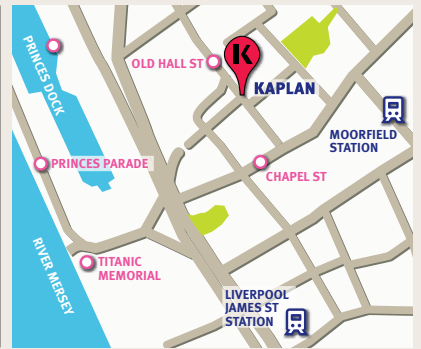 PRINCES DOCK
OLD HALL ST
K
KAPLAN
MOORFIELD
STATION
PRINCES PARADE
CHAPEL ST
RIVER MERSEY
TITANIC
MEMORIAL
LIVERPOOL
JAMES ST
STATION